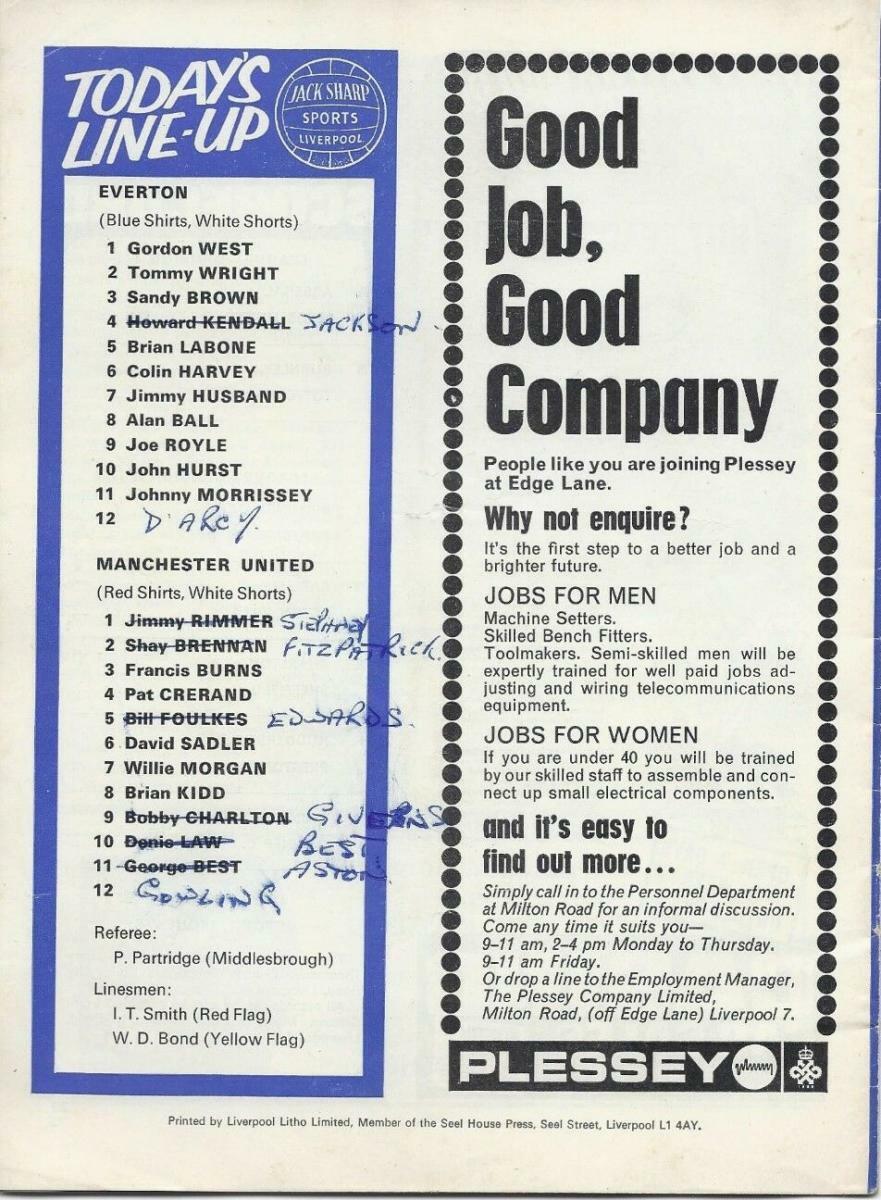 TODAY'S
LINE-UP
JACK SHARP
SPORTS
LIVERPOOL
EVERTON
(Blue Shirts, White Shorts)
1 Gordon WEST
2 Tommy WRIGHT
3 Sandy BROWN
4 Howard KENDALL JACKSON.
5 Brian LABONE
6 Colin HARVEY
7 Jimmy HUSBAND
8 Alan BALL
9 Joe ROYLE
10 John HURST
11 Johnny MORRISSEY
12 D'ARCY.
MANCHESTER UNITED
(Red Shirts, White Shorts)
1 Jimmy RIMMER STEPNEY
2 Shay BRENNAN FITZPATRICK.
3 Francis BURNS
4 Pat CRERAND
5 Bill FOULKES EDWARDS.
6 David SADLER
7 Willie MORGAN
8 Brian KIDD
9 Bobby CHARLTON GIVENS
10 Denis LAW BEST
11 George BEST ASTON
12 GOWLING
Referee:
P. Partridge (Middlesbrough)
Linesmen:
I. T. Smith (Red Flag)
W. D. Bond (Yellow Flag)
Good
Job,
Good
Company
People like you are joining Plessey
at Edge Lane.
Why not enquire?
It's the first step to a better job and a
brighter future.
JOBS FOR MEN
Machine Setters.
Skilled Bench Fitters.
Toolmakers. Semi-skilled men will be
expertly trained for well paid jobs ad-
justing and wiring telecommunications
equipment.
JOBS FOR WOMEN
If you are under 40 you will be trained
by our skilled staff to assemble and con-
nect up small electrical components.
and it's easy to
find out more...
Simply call in to the Personnel Department
at Milton Road for an informal discussion.
Come any time it suits you—
9-11 am, 2-4 pm Monday to Thursday.
9-11 am Friday.
Or drop a line to the Employment Manager,
The Plessey Company Limited,
Milton Road, (off Edge Lane) Liverpool 7.
PLESSEY
Printed by Liverpool Litho Limited, Member of the Seel House Press, Seel Street, Liverpool L1 4AY.